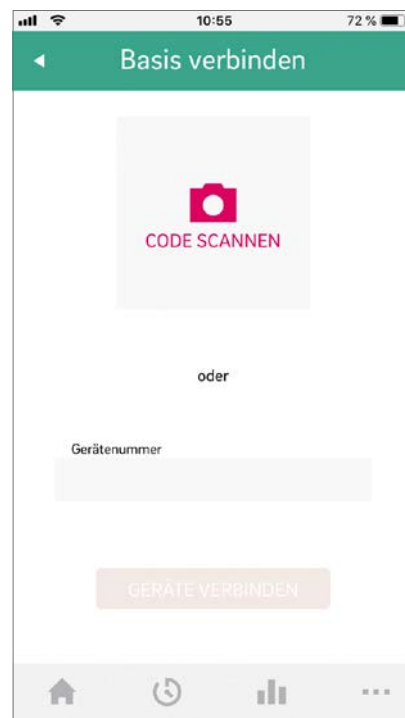 10:55
72 %
Basis verbinden
CODE SCANNEN
oder
Gerätenummer
GERÄTE VERBINDEN